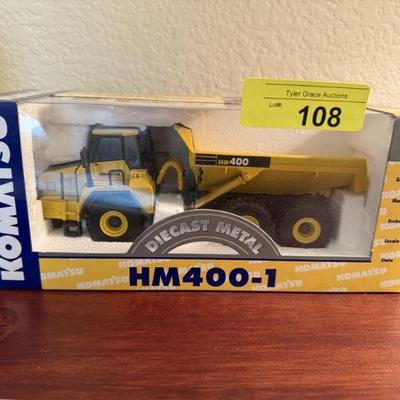 Tyler Grace Auctions
Lot#:
108
KOMATSU
HM400
DIECAST METAL
HM400-1
KOMATSU
KOMATSU
KOMATSU
KOMATSU